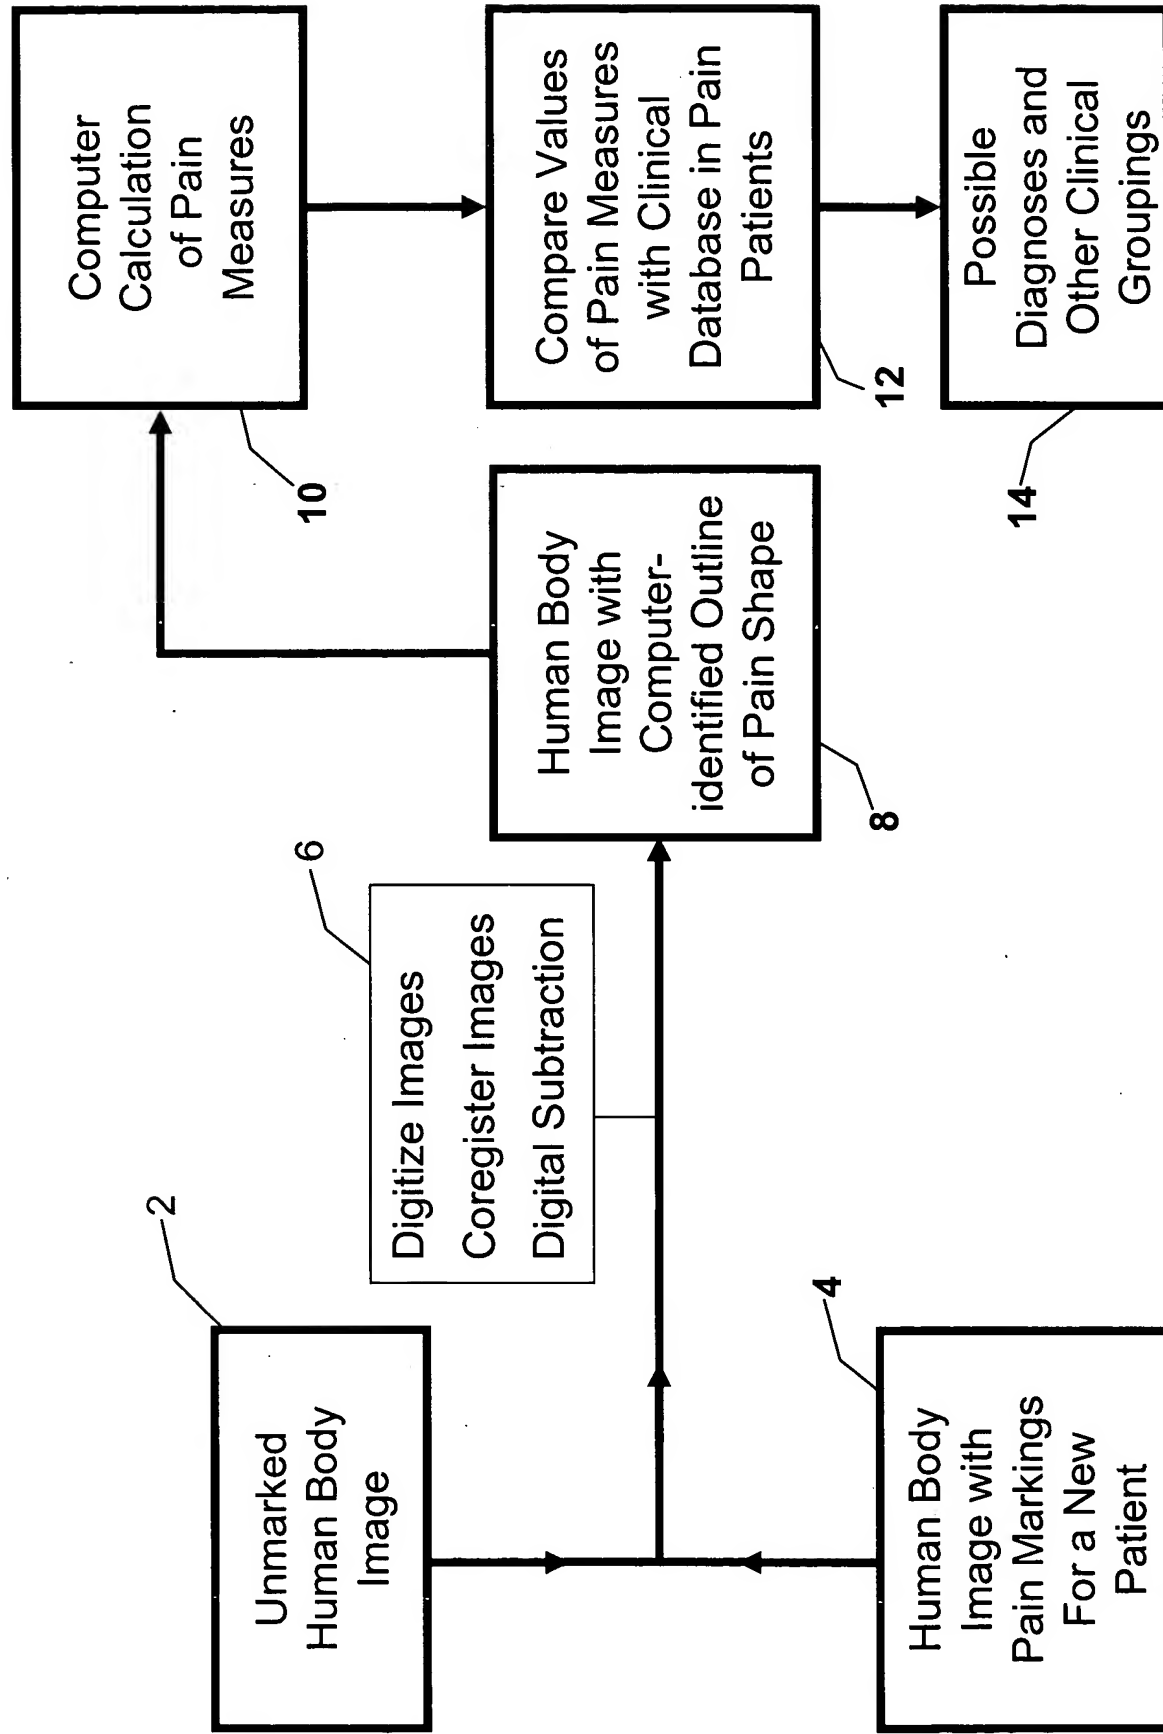 Unmarked
Human Body
Image
2
Human Body
Image with
Pain Markings
For a New
Patient
4
Digitize Images
Coregister Images
Digital Subtraction
6
Human Body
Image with
Computer-
identified Outline
of Pain Shape
8
Computer
Calculation
of Pain
Measures
10
Compare Values
of Pain Measures
with Clinical
Database in Pain
Patients
12
Possible
Diagnoses and
Other Clinical
Groupings
14